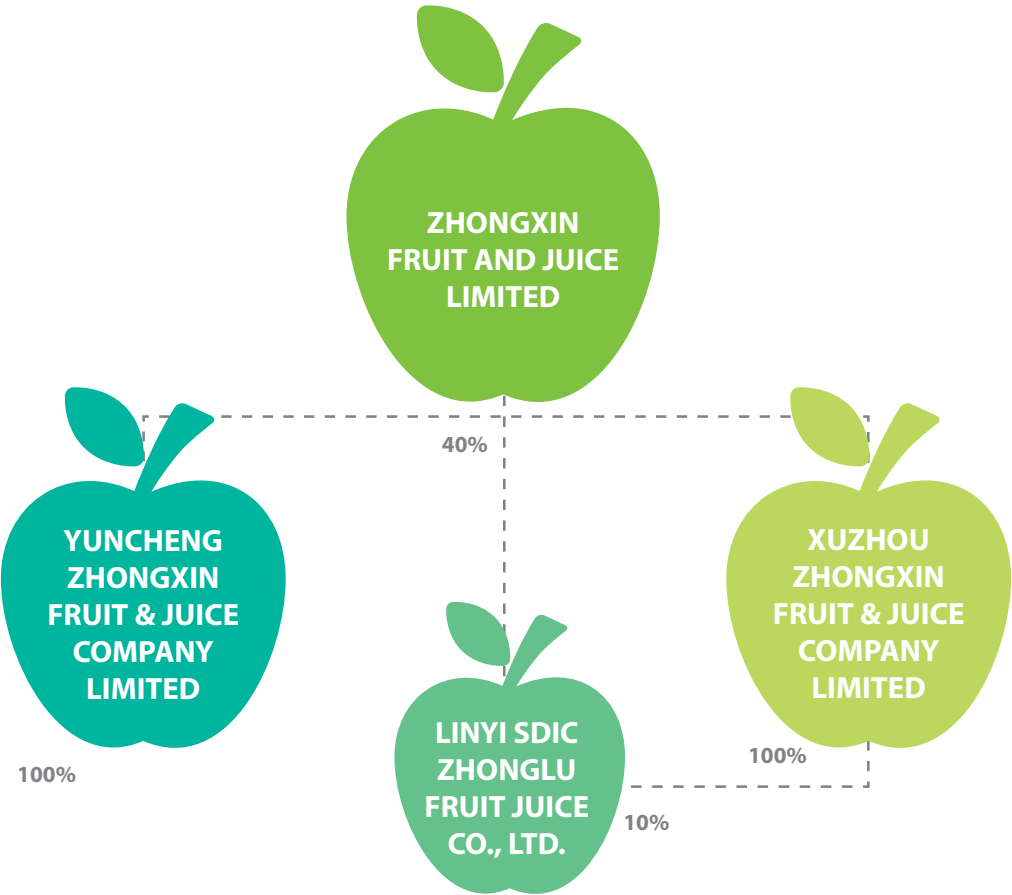 ZHONGXIN
FRUIT AND JUICE
LIMITED
40%
YUNCHENG
ZHONGXIN
FRUIT & JUICE
COMPANY
LIMITED
100%
XUZHOU
ZHONGXIN
FRUIT & JUICE
COMPANY
LIMITED
100%
LINYI SDIC
ZHONGLU
FRUIT JUICE
CO., LTD.
10%